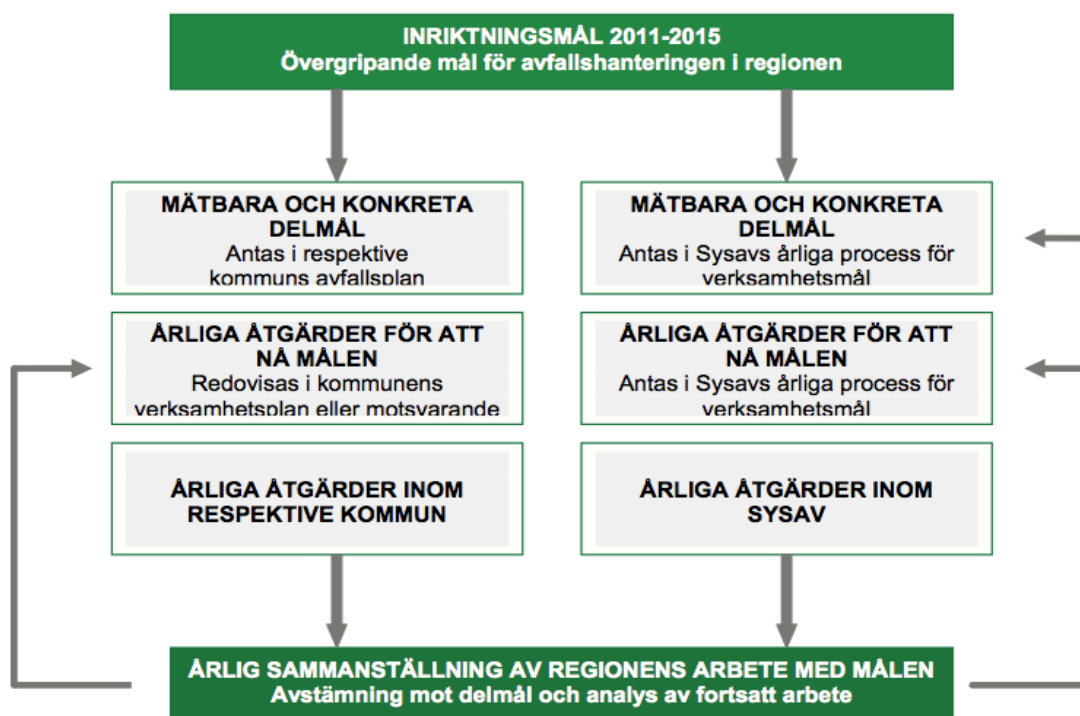 INRIKTNINGSMÅL 2011-2015
Övergripande mål för avfallshanteringen i regionen
MÄTBARA OCH KONKRETA
DELMÅL
Antas i respektive
kommuns avfallsplan
MÄTBARA OCH KONKRETA
DELMÅL
Antas i Sysavs årliga process för
verksamhetsmål
ÅRLIGA ÅTGÄRDER FÖR ATT
NÅ MÅLEN
Redovisas i kommunens
verksamhetsplan eller motsvarande
ÅRLIGA ÅTGÄRDER FÖR ATT
NÅ MÅLEN
Antas i Sysavs årliga process för
verksamhetsmål
ÅRLIGA ÅTGÄRDER INOM
RESPEKTIVE KOMMUN
ÅRLIGA ÅTGÄRDER INOM
SYSAV
ÅRLIG SAMMANSTÄLLNING AV REGIONENS ARBETE MED MÅLEN
Avstämning mot delmål och analys av fortsatt arbete